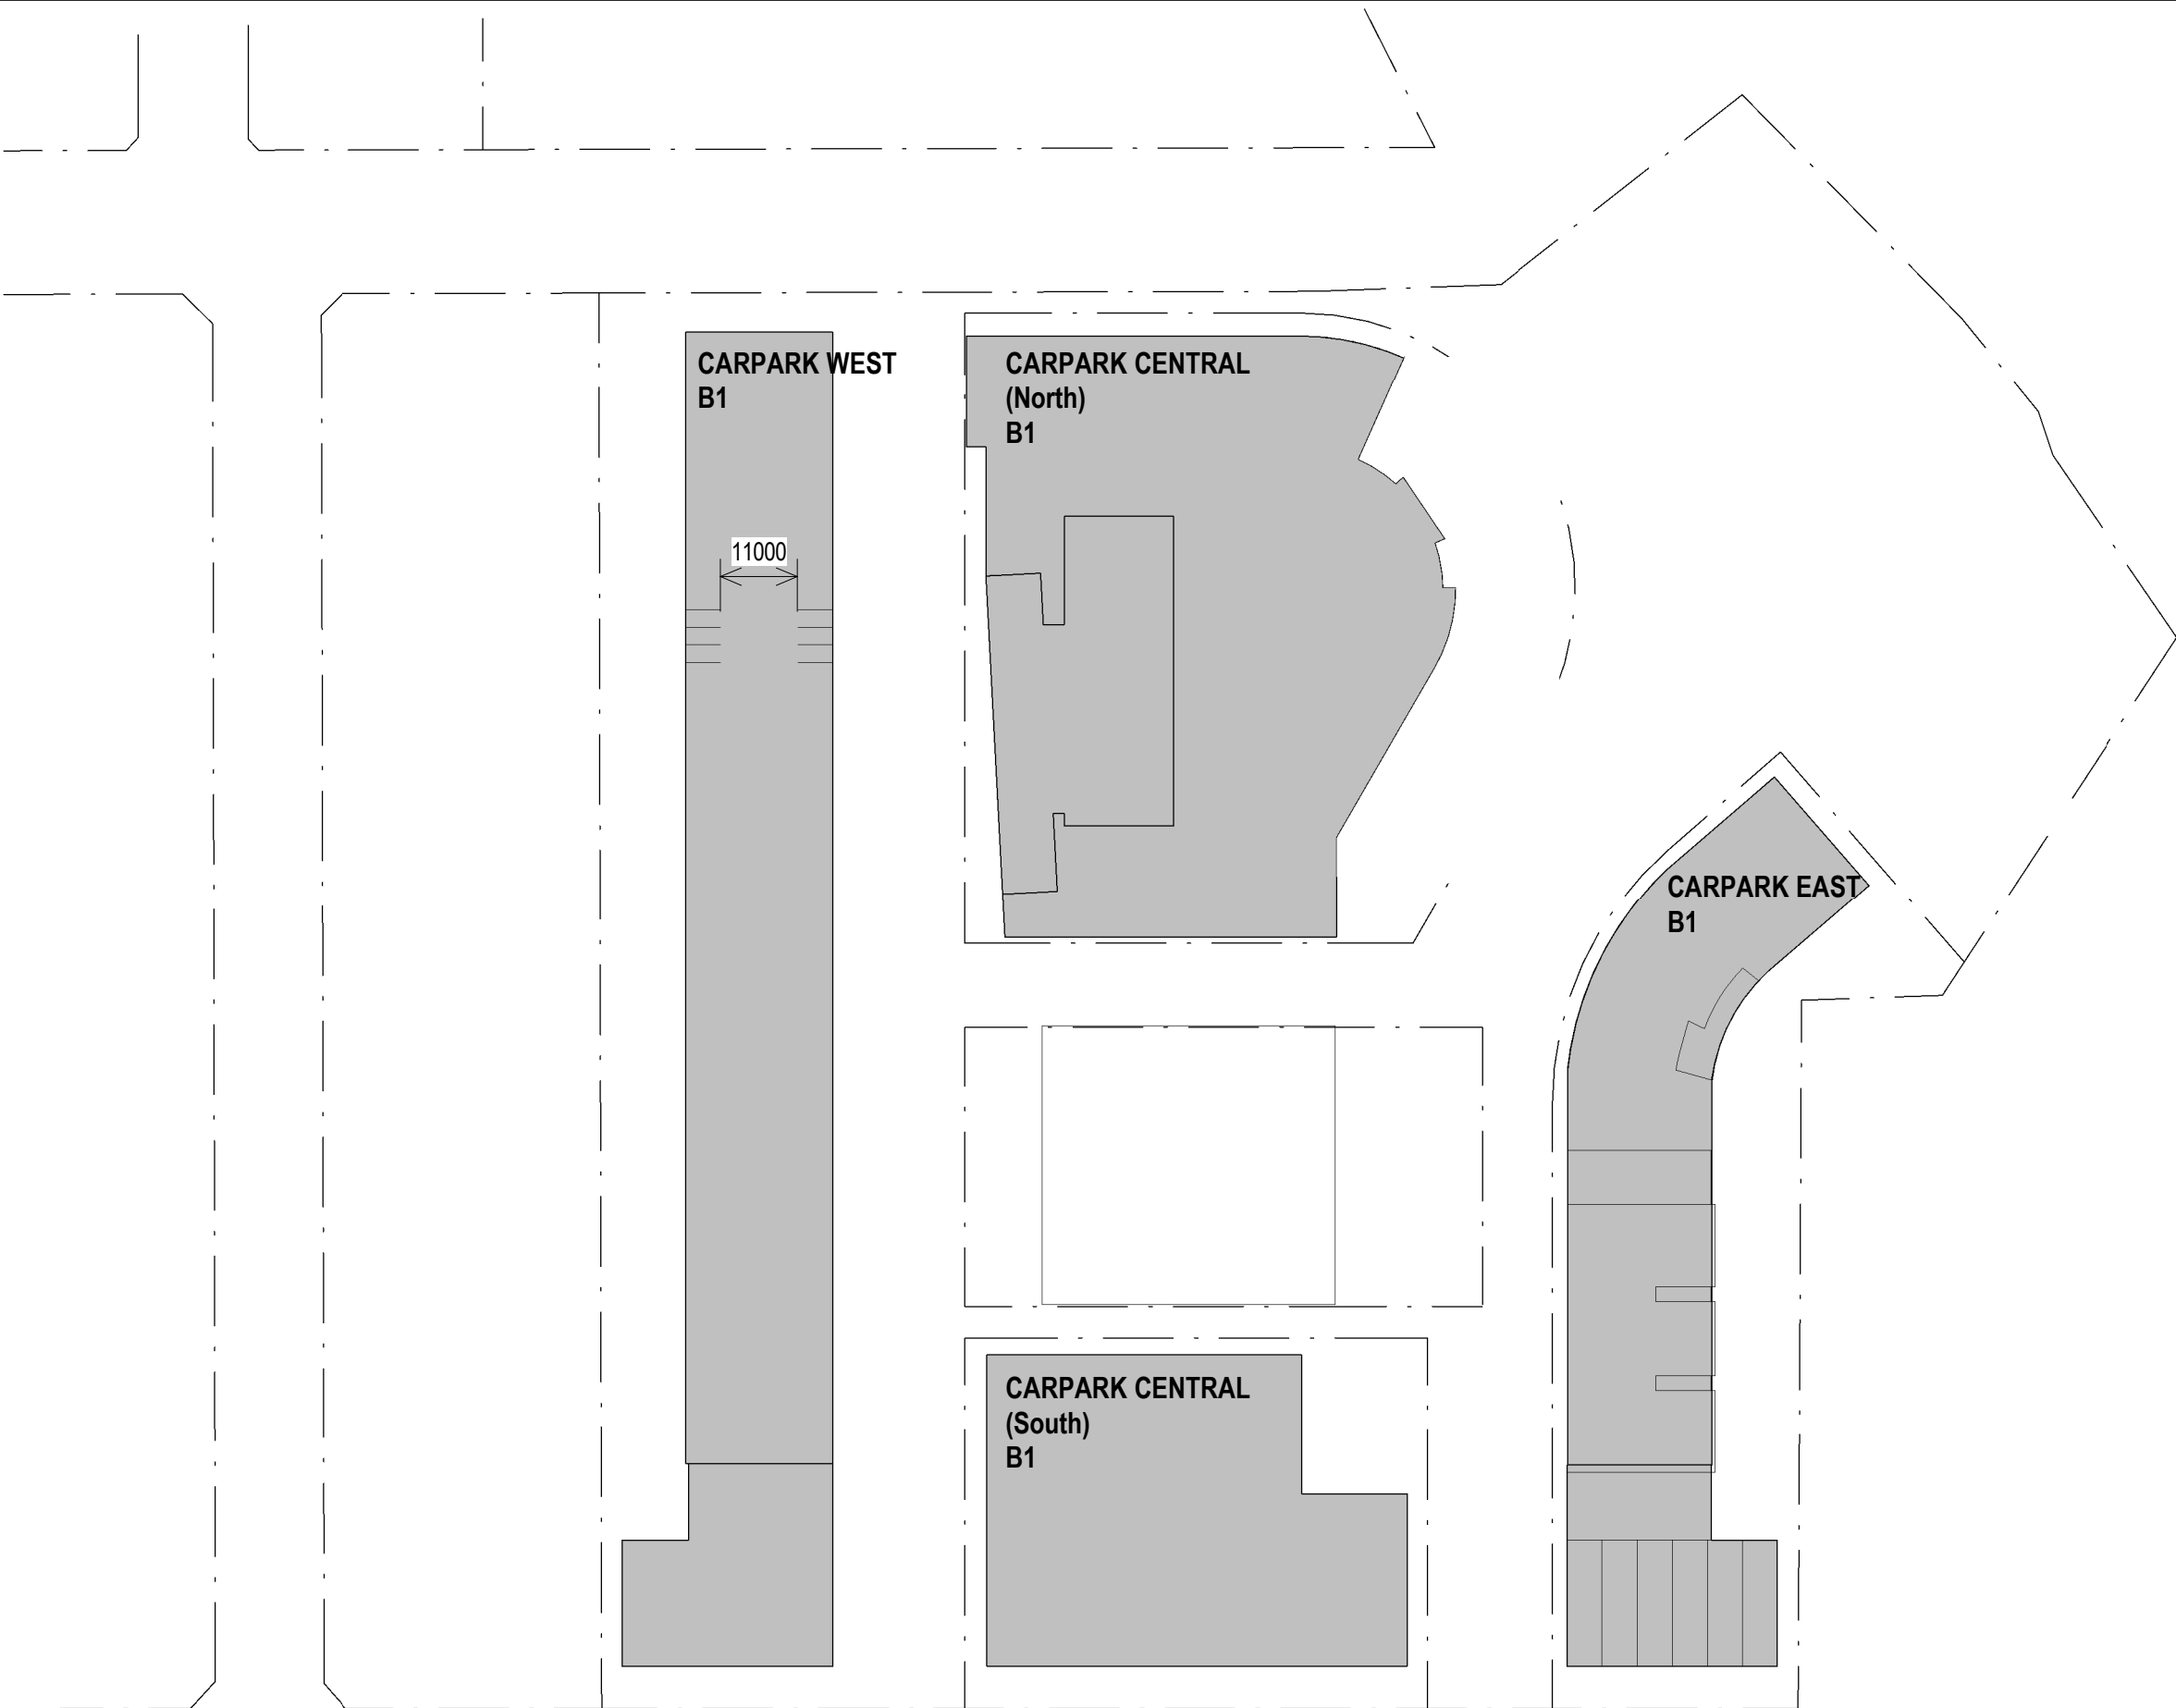 CARPARK WEST
B1
CARPARK CENTRAL
(North)
B1
11000
CARPARK EAST
B1
CARPARK CENTRAL
(South)
B1